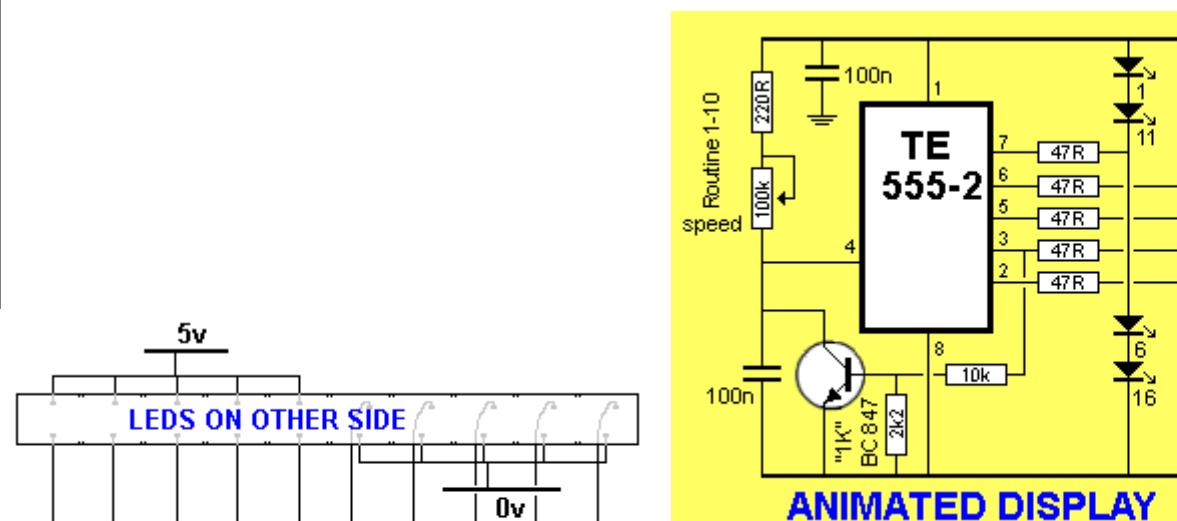 5v
LEDS ON OTHER SIDE
0v
100n
220R
Routine 1-10
speed
100k
1
TE
555-2
7
6
5
3
2
4
8
47R
47R
47R
47R
47R
1
11
6
16
10k
100n
"1K"
BC 847
2k2
ANIMATED DISPLAY